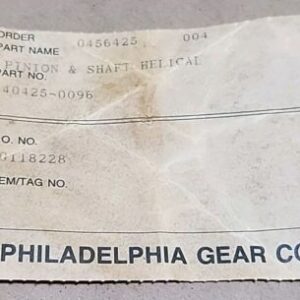 ORDER 0456425 004
PART NAME
PINION & SHAFT HELICAL
PART NO.
40425-0096
O. NO.
0118228
EM/TAG NO.
PHILADELPHIA GEAR CO